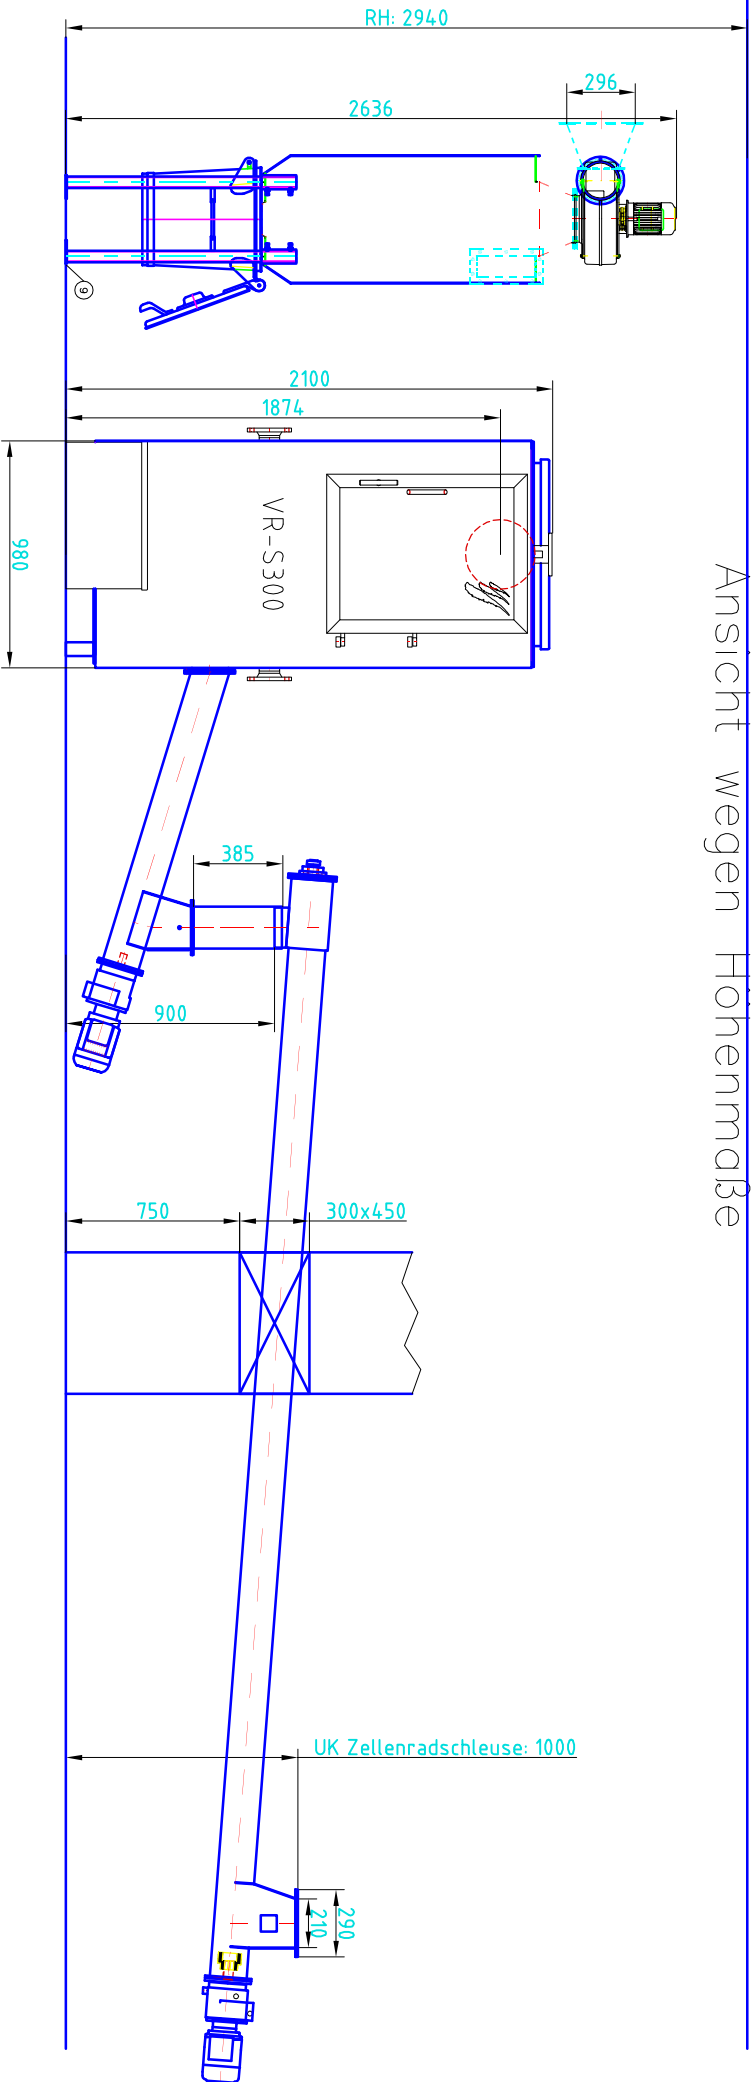 RH: 2940
2636
296
9
2100
1874
980
VR-S300
Ansicht wegen Höhenmaße
385
900
750
300x450
UK Zellenradschleuse: 1000
210
290